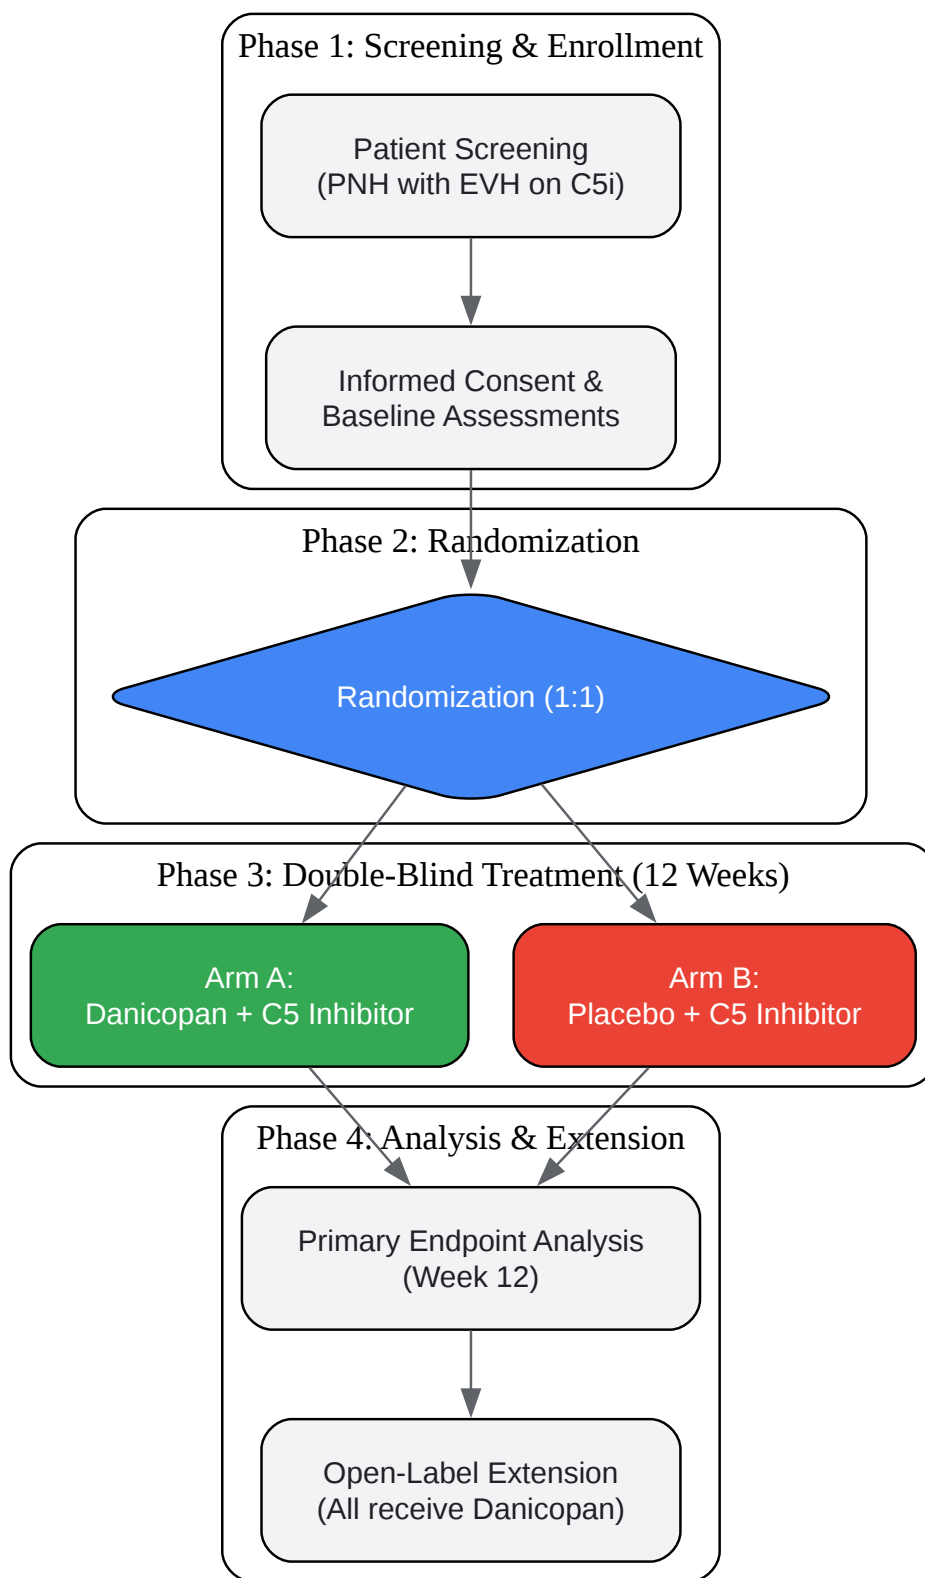 Phase 1: Screening & Enrollment
Patient Screening
(PNH with EVH on C5i)
Informed Consent &
Baseline Assessments
Phase 2: Randomization
Randomization (1:1)
Phase 3: Double-Blind Treatment (12 Weeks)
Arm A:
Danicopan + C5 Inhibitor
Arm B:
Placebo + C5 Inhibitor
Phase 4: Analysis & Extension
Primary Endpoint Analysis
(Week 12)
Open-Label Extension
(All receive Danicopan)